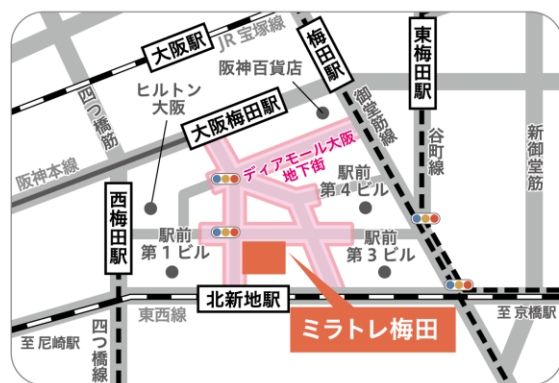 大阪駅
JR 宝塚線
梅田駅
東梅田駅
阪神百貨店
四つ橋筋
ヒルトン
大阪
大阪梅田駅
御堂筋線
谷町線
新御堂筋
阪神本線
ディアモール大阪
地下街
駅前
第4ビル
西梅田駅
駅前
第1ビル
駅前
第3ビル
北新地駅
東西線
至 尼崎駅
四つ橋線
ミラトレ梅田
至 京橋駅